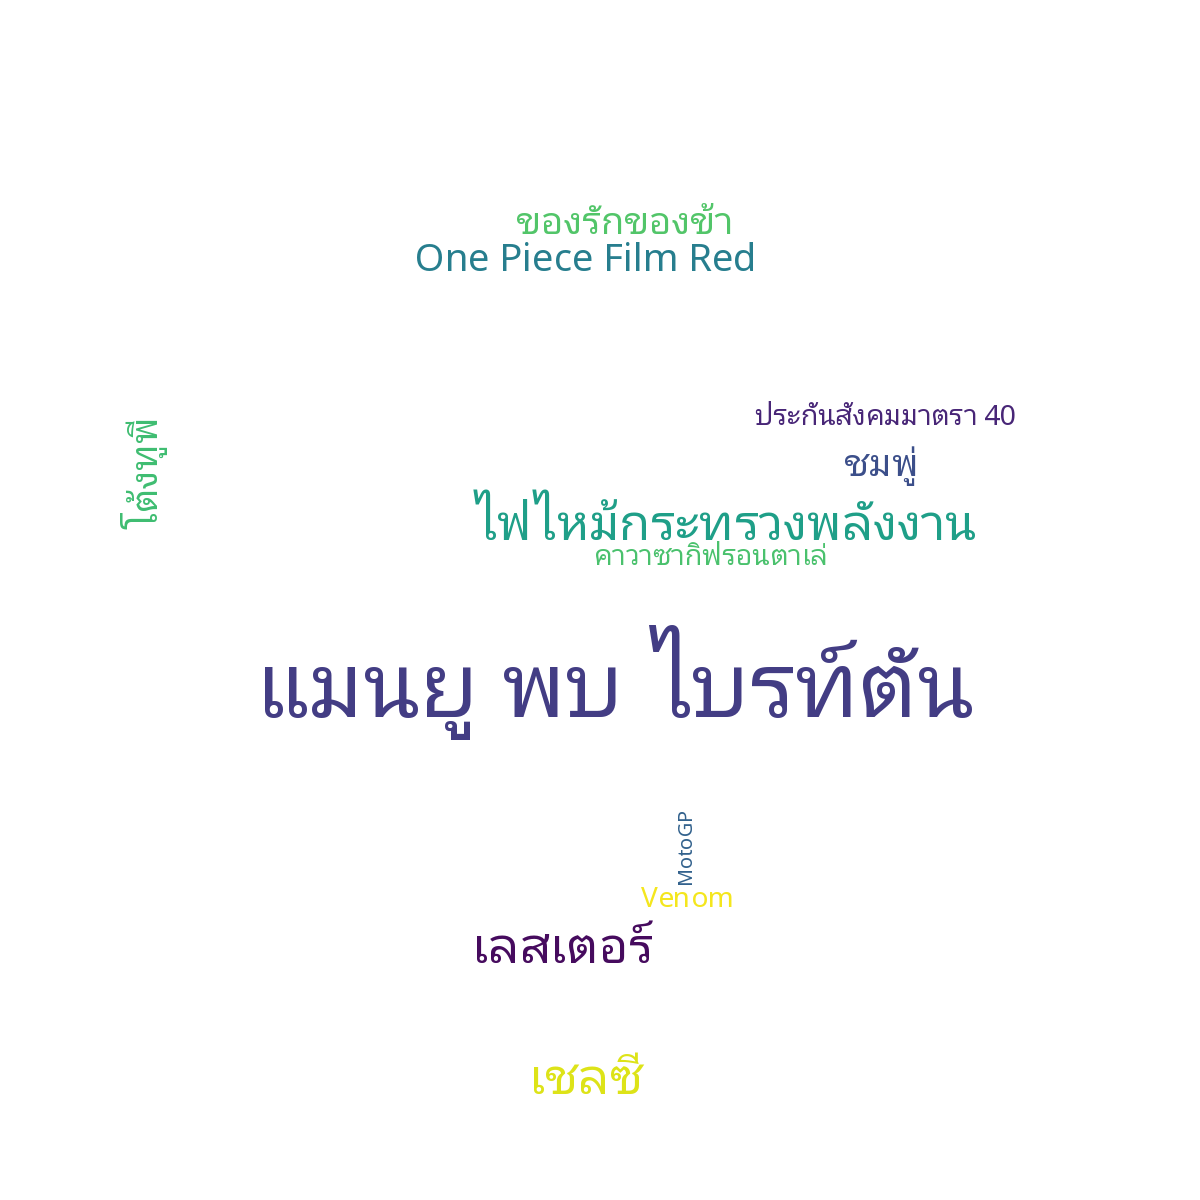 ของรักของข้า
One Piece Film Red
ประกันสังคมมาตรา 40
โต้งทูพี
ชมพู่
ไฟไหม้กระทรวงพลังงาน
คาวาซากิฟรอนตาเล่
แมนยู พบ ไบรท์ตัน
MotoGP
Venom
เลสเตอร์
เชลซี